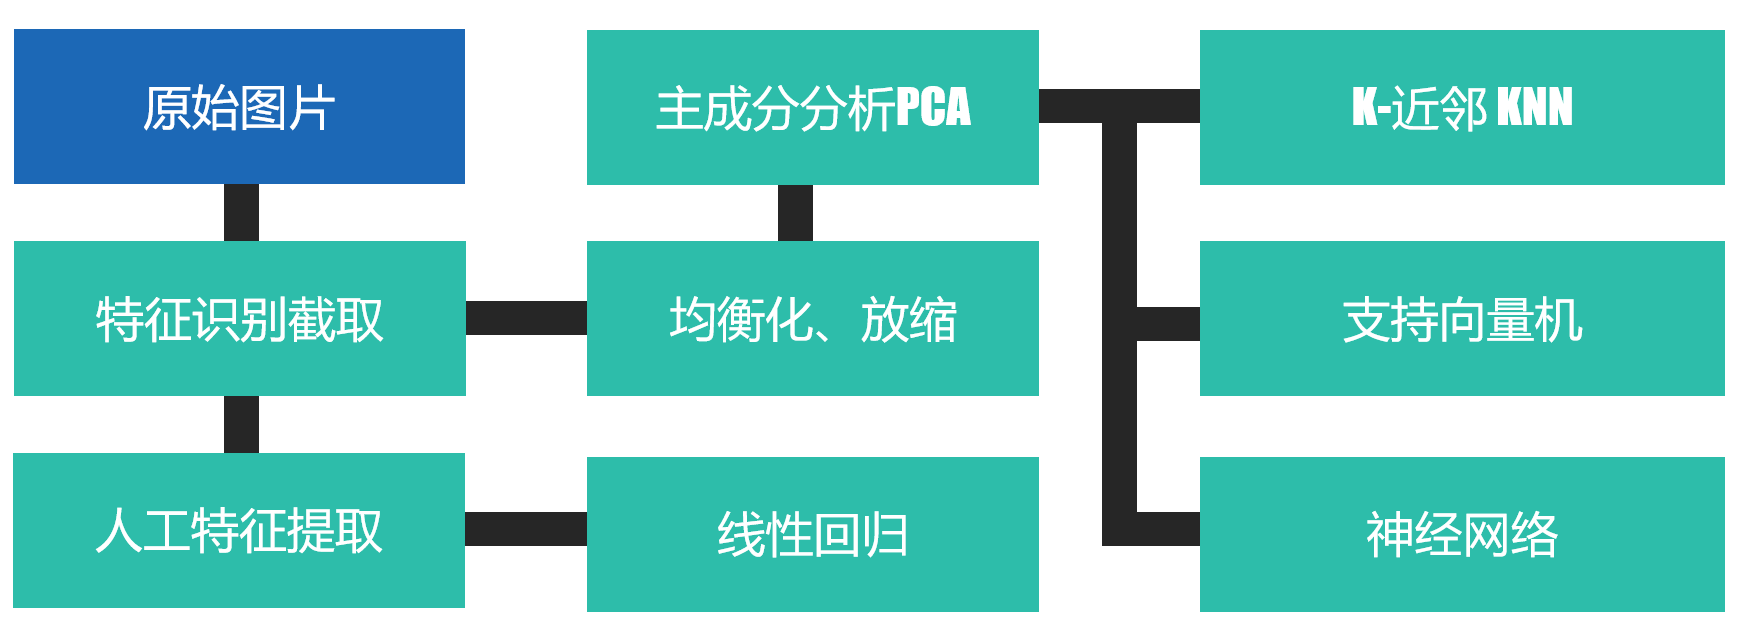 原始图片
主成分分析PCA
K-近邻 KNN
特征识别截取
均衡化、放缩
支持向量机
人工特征提取
线性回归
神经网络